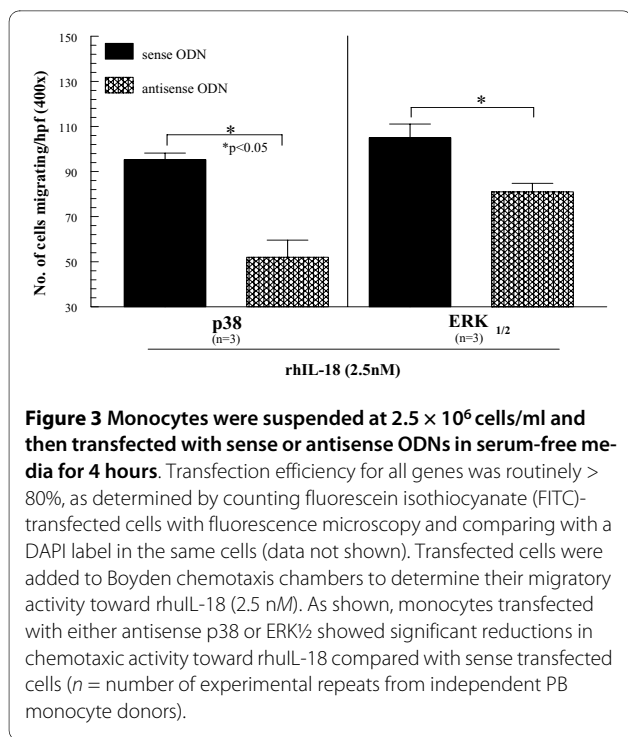 150
130
110
90
70
50
30
No. of cells migrating/hpf (400x)
sense ODN
antisense ODN
*
*p<0.05
*
p38
(n=3)
ERK 1/2
(n=3)
rhIL-18 (2.5nM)
Figure 3 Monocytes were suspended at 2.5 × 10⁶ cells/ml and
then transfected with sense or antisense ODNs in serum-free me-
dia for 4 hours. Transfection efficiency for all genes was routinely >
80%, as determined by counting fluorescein isothiocyanate (FITC)-
transfected cells with fluorescence microscopy and comparing with a
DAPI label in the same cells (data not shown). Transfected cells were
added to Boyden chemotaxis chambers to determine their migratory
activity toward rhuIL-18 (2.5 nM). As shown, monocytes transfected
with either antisense p38 or ERK½ showed significant reductions in
chemotaxic activity toward rhuIL-18 compared with sense transfected
cells (n = number of experimental repeats from independent PB
monocyte donors).